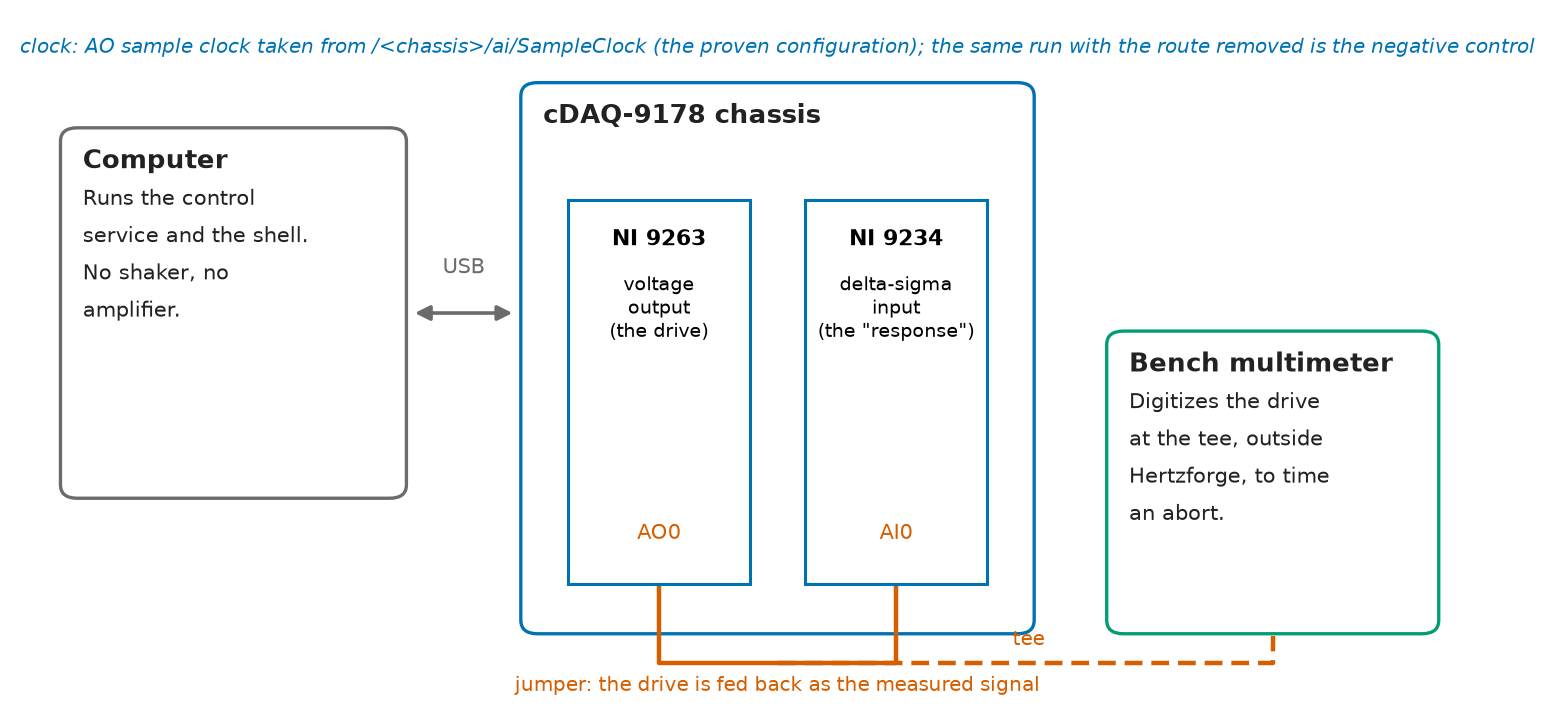 clock: AO sample clock taken from /<chassis>/ai/SampleClock (the proven configuration); the same run with the route removed is the negative control
Computer
Runs the control
service and the shell.
No shaker, no
amplifier.
USB
cDAQ-9178 chassis
NI 9263
voltage
output
(the drive)
AO0
NI 9234
delta-sigma
input
(the "response")
AI0
Bench multimeter
Digitizes the drive
at the tee, outside
Hertzforge, to time
an abort.
tee
jumper: the drive is fed back as the measured signal